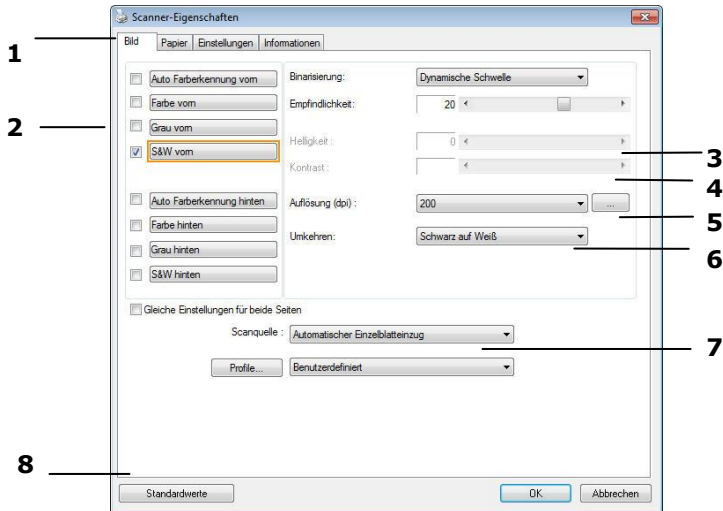 Scanner-Eigenschaften
1
Bild Papier Einstellungen Informationen
Auto Farberkennung vorn Binarisierung: Dynamische Schwelle
Farbe vorn Empfindlichkeit: 20
2
Grau vorn
Helligkeit : 0
S&W vorn
3
Kontrast :
4
Auto Farberkennung hinten Auflösung (dpi) : 200 ...
5
Farbe hinten
Umkehren: Schwarz auf Weiß
6
Grau hinten
S&W hinten
Gleiche Einstellungen für beide Seiten
Scanquelle : Automatischer Einzelblatteinzug
7
Profile... Benutzerdefiniert
8
Standardwerte OK Abbrechen